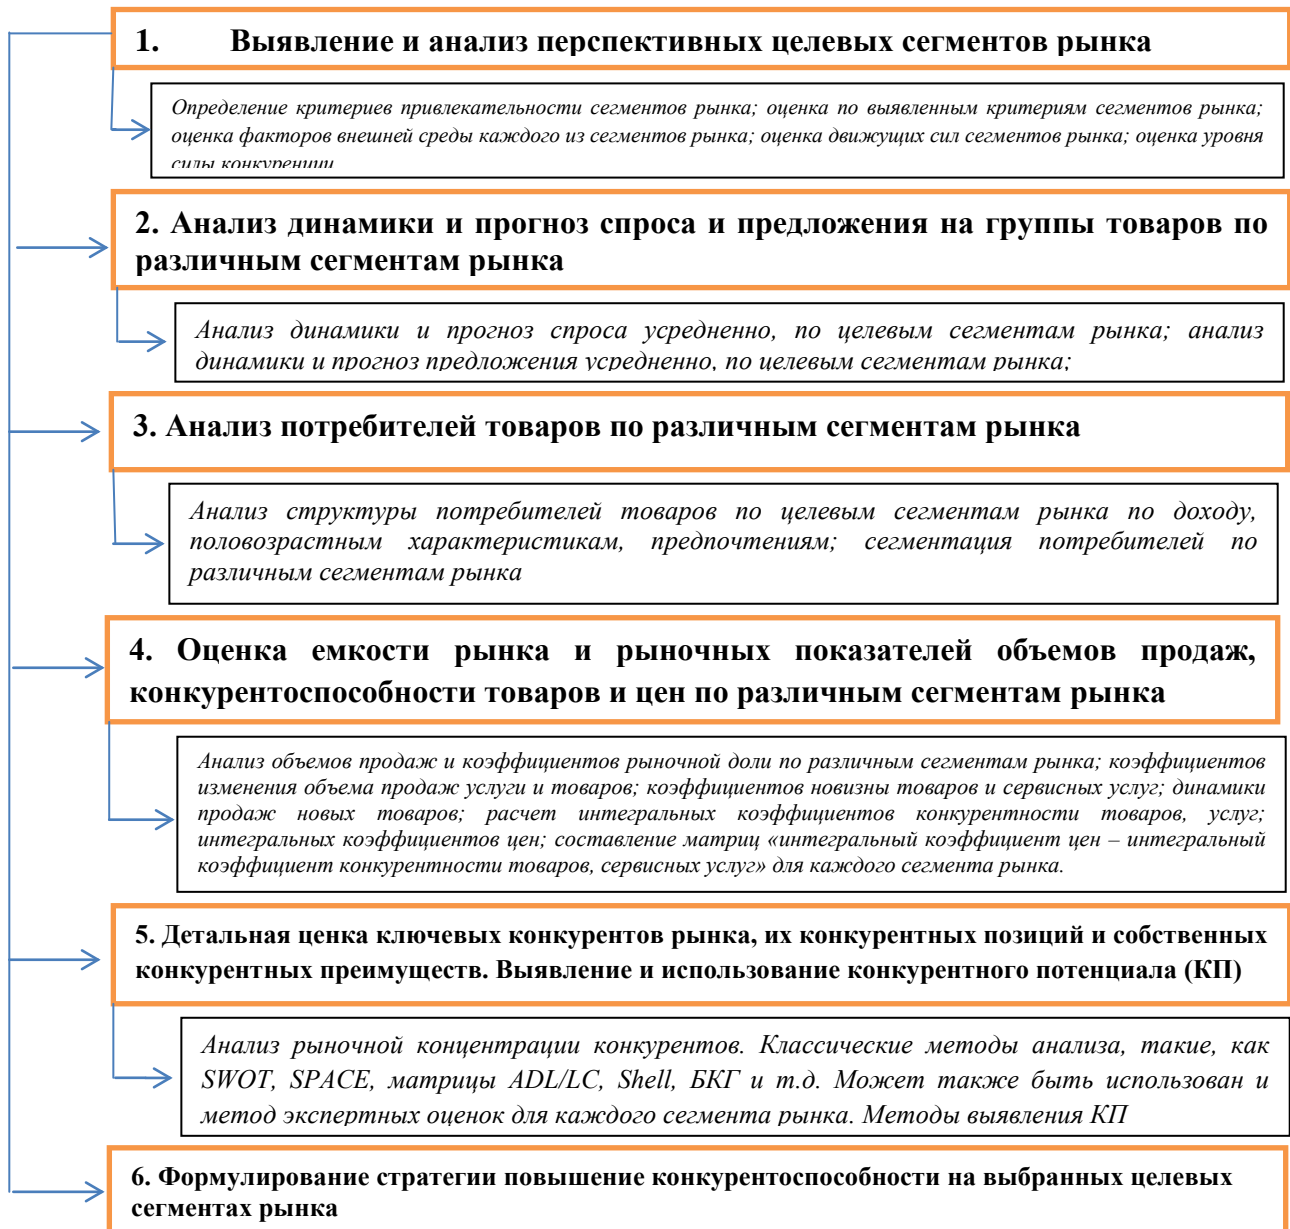 1. Выявление и анализ перспективных целевых сегментов рынка
Определение критериев привлекательности сегментов рынка; оценка по выявленным критериям сегментов рынка;
оценка факторов внешней среды каждого из сегментов рынка; оценка движущих сил сегментов рынка; оценка уровня
силы конкуренции
2. Анализ динамики и прогноз спроса и предложения на группы товаров по
различным сегментам рынка
Анализ динамики и прогноз спроса усредненно, по целевым сегментам рынка; анализ
динамики и прогноз предложения усредненно, по целевым сегментам рынка;
3. Анализ потребителей товаров по различным сегментам рынка
Анализ структуры потребителей товаров по целевым сегментам рынка по доходу,
половозрастным характеристикам, предпочтениям; сегментация потребителей по
различным сегментам рынка
4. Оценка емкости рынка и рыночных показателей объемов продаж,
конкурентоспособности товаров и цен по различным сегментам рынка
Анализ объемов продаж и коэффициентов рыночной доли по различным сегментам рынка; коэффициентов
изменения объема продаж услуги и товаров; коэффициентов новизны товаров и сервисных услуг; динамики
продаж новых товаров; расчет интегральных коэффициентов конкурентности товаров, услуг;
интегральных коэффициентов цен; составление матриц «интегральный коэффициент цен – интегральный
коэффициент конкурентности товаров, сервисных услуг» для каждого сегмента рынка.
5. Детальная ценка ключевых конкурентов рынка, их конкурентных позиций и собственных
конкурентных преимуществ. Выявление и использование конкурентного потенциала (КП)
Анализ рыночной концентрации конкурентов. Классические методы анализа, такие, как
SWOT, SPACE, матрицы ADL/LC, Shell, БКГ и т.д. Может также быть использован и
метод экспертных оценок для каждого сегмента рынка. Методы выявления КП
6. Формулирование стратегии повышение конкурентоспособности на выбранных целевых
сегментах рынка